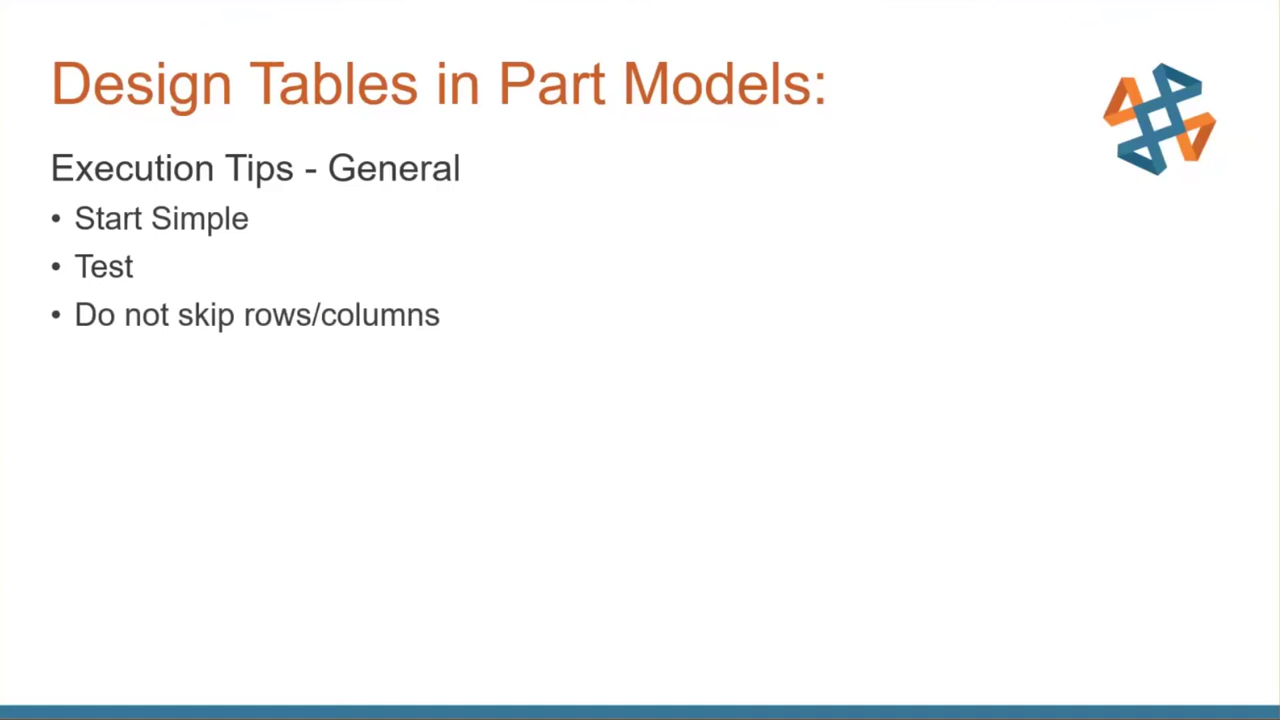 Design Tables in Part Models:
Execution Tips - General
• Start Simple
• Test
• Do not skip rows/columns